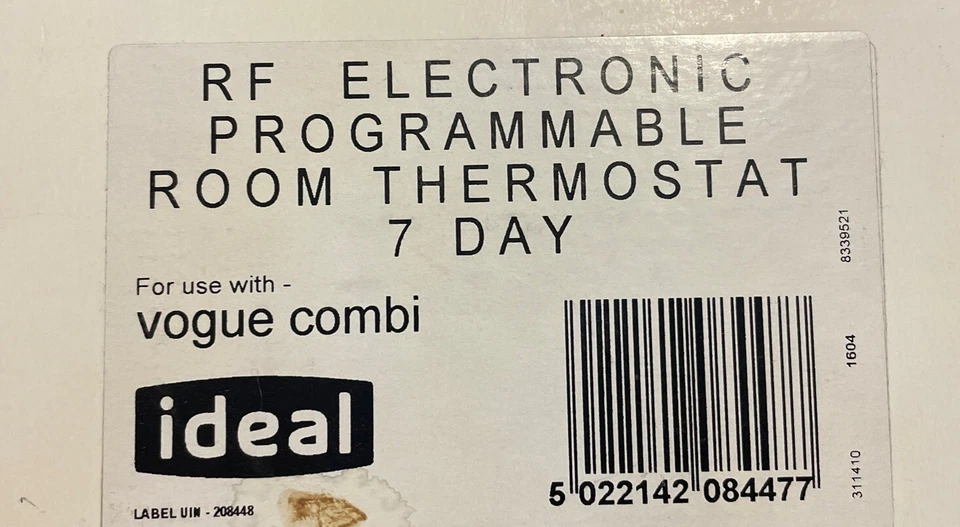 RF ELECTRONIC
PROGRAMMABLE
ROOM THERMOSTAT
7 DAY
For use with -
vogue combi
ideal
LABEL UIN - 208448
5 022142 084477
8339521
1604
311410